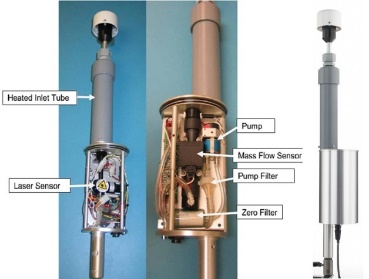 Heated Inlet Tube
Laser Sensor
Pump
Mass Flow Sensor
Pump Filter
Zero Filter